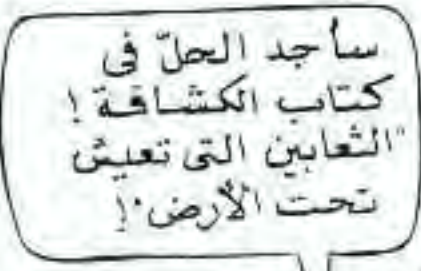 سأجد الحلّ فى
كتاب الكشافة !
"الثعابين التى تعيش
تحت الأرض" !